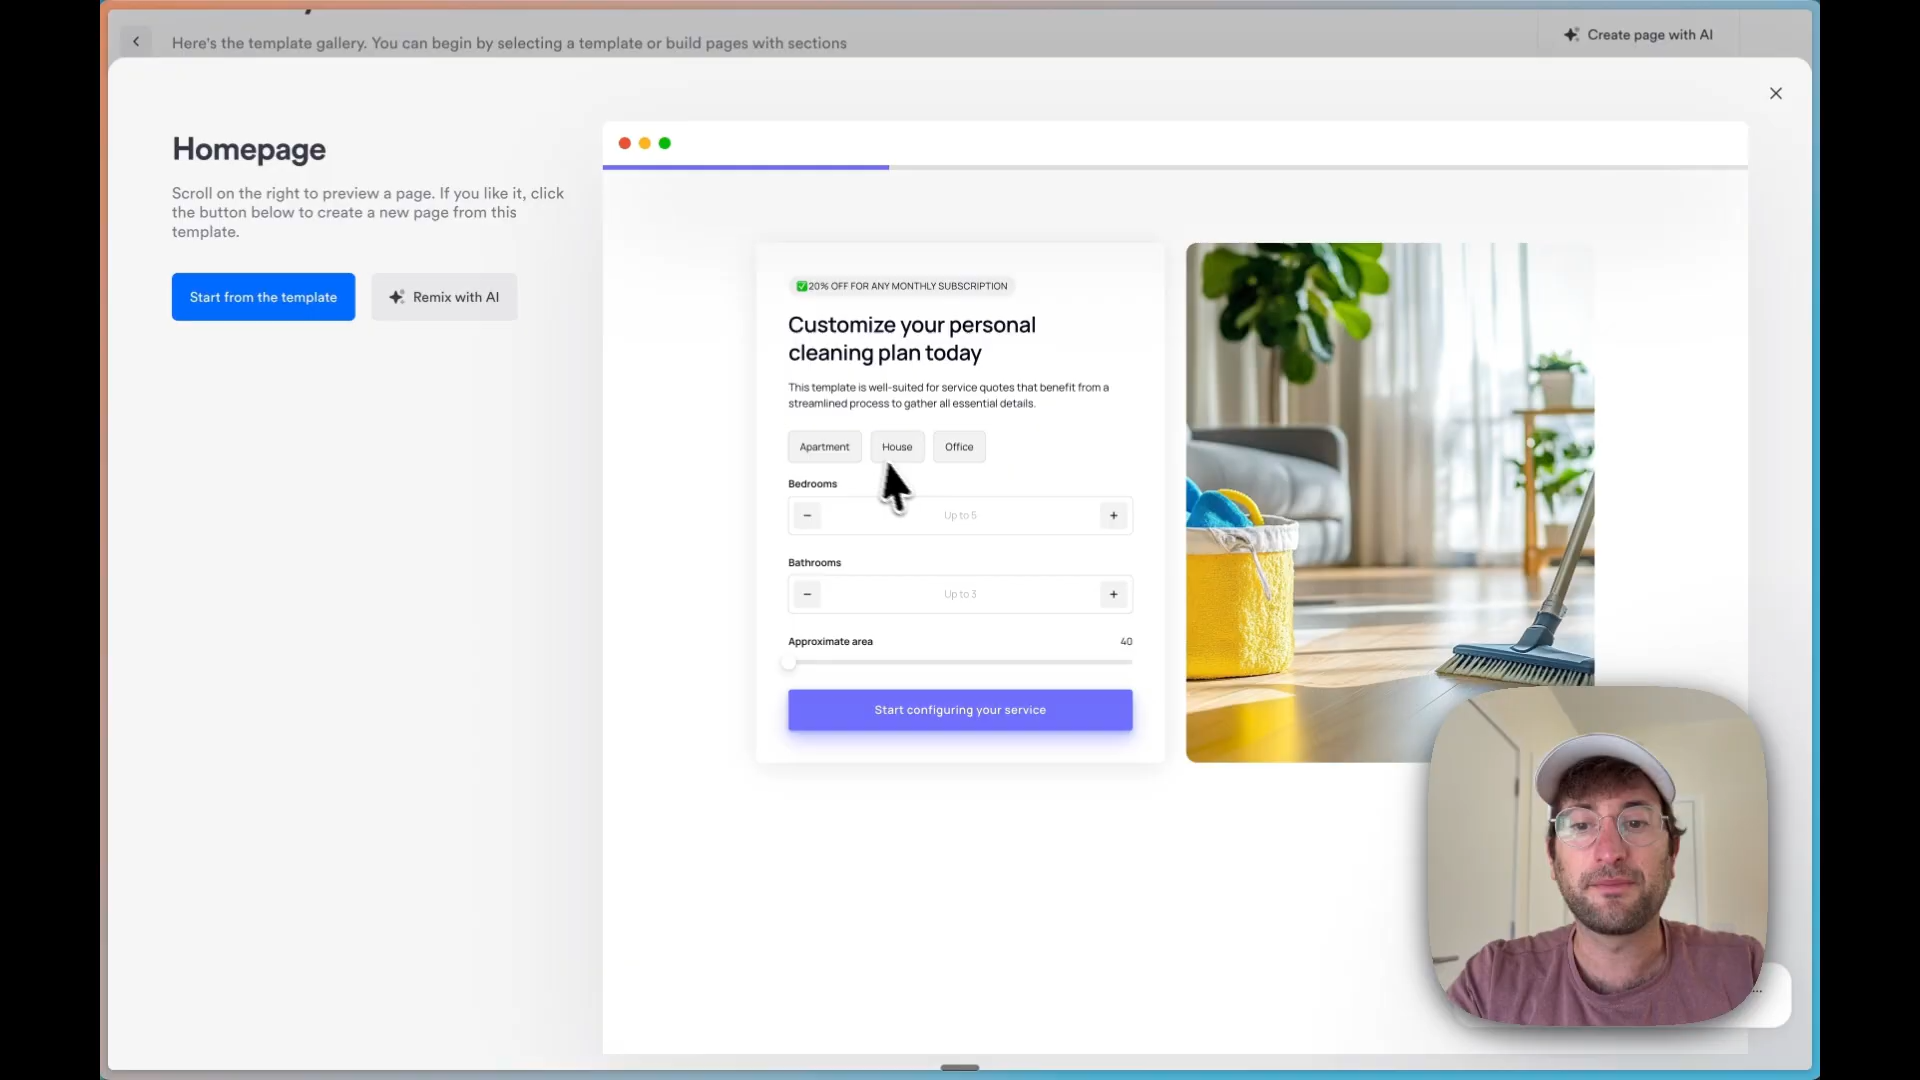 Here's the template gallery. You can begin by selecting a template or build pages with sections
Create page with AI
Homepage
Scroll on the right to preview a page. If you like it, click
the button below to create a new page from this
template.
Start from the template
Remix with AI
20% OFF FOR ANY MONTHLY SUBSCRIPTION
Customize your personal
cleaning plan today
This template is well-suited for service quotes that benefit from a
streamlined process to gather all essential details.
Apartment
House
Office
Bedrooms
− Up to 5 +
Bathrooms
− Up to 3 +
Approximate area 40
Start configuring your service